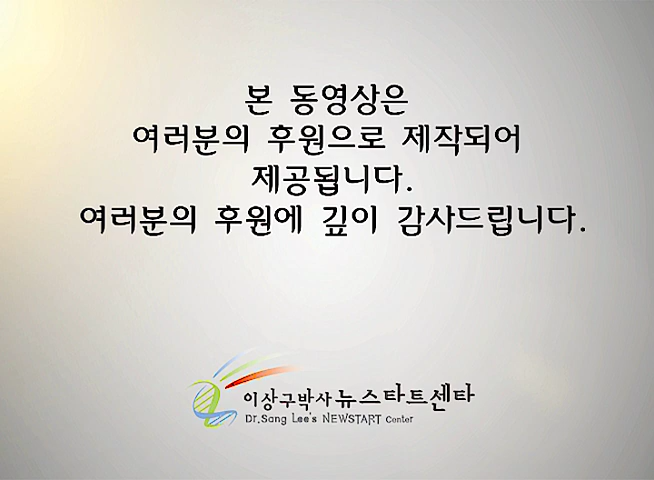 본 동영상은
여러분의 후원으로 제작되어
제공됩니다.
여러분의 후원에 깊이 감사드립니다.
이상구박사 뉴스타트센타
Dr.Sang Lee's NEWSTART Center